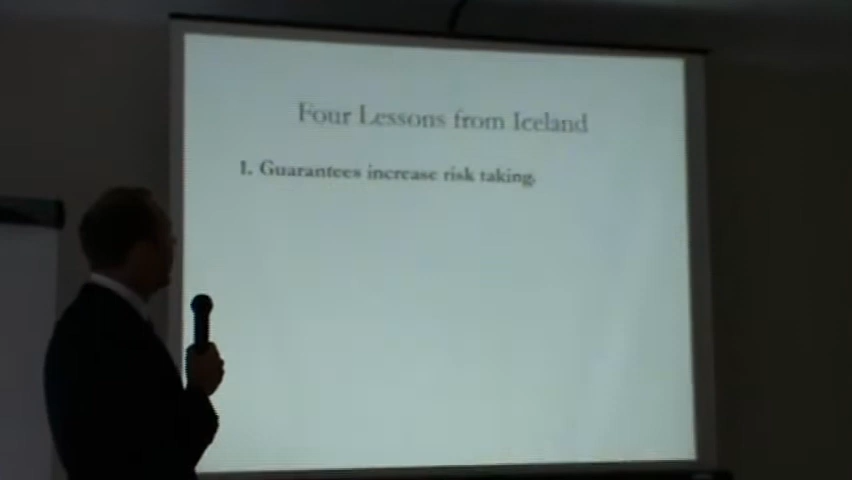 Four Lessons from Iceland
1. Guarantees increase risk taking.